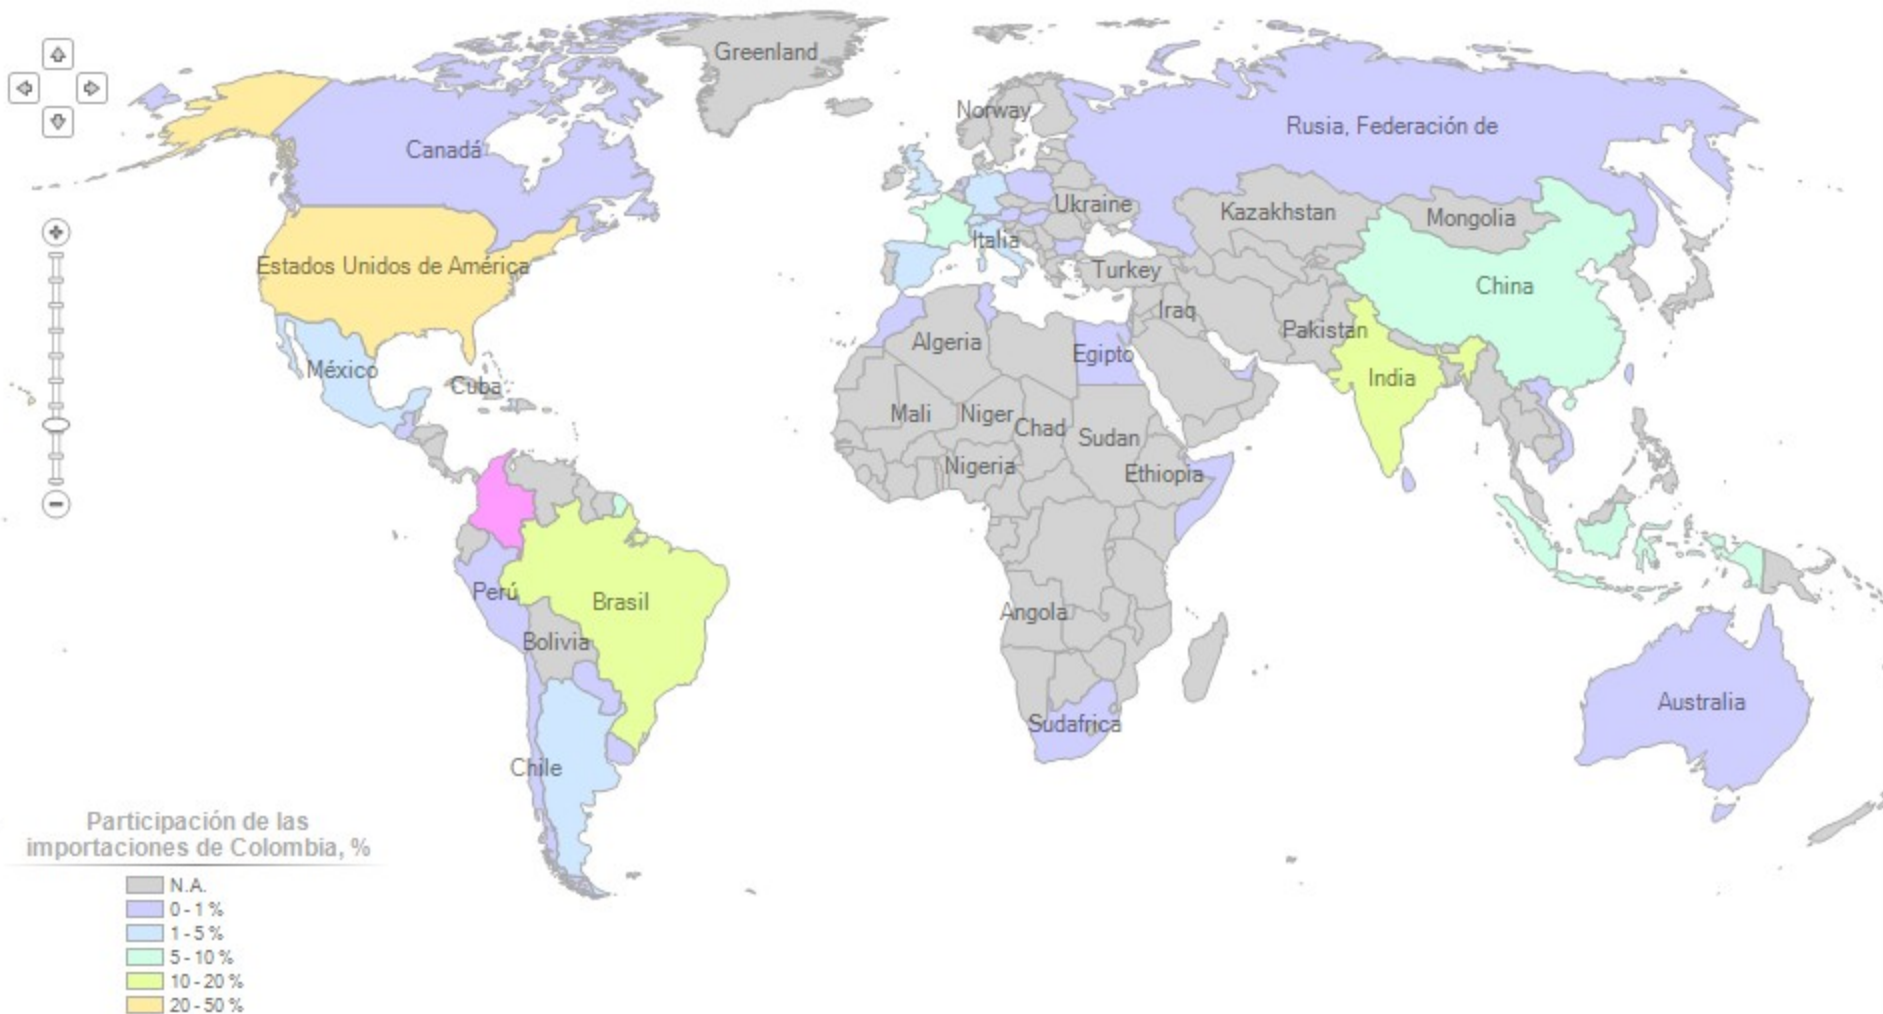 Greenland
Norway
Rusia, Federación de
Canadá
Ukraine
Kazakhstan
Mongolia
Italia
Estados Unidos de América
Turkey
China
Iraq
Pakistan
Algeria
Egipto
México
India
Cuba
Mali
Niger
Chad
Sudan
Nigeria
Ethiopia
Perú
Brasil
Angola
Bolivia
Australia
Sudafrica
Chile
Participación de las
importaciones de Colombia, %
N.A.
0 - 1 %
1 - 5 %
5 - 10 %
10 - 20 %
20 - 50 %